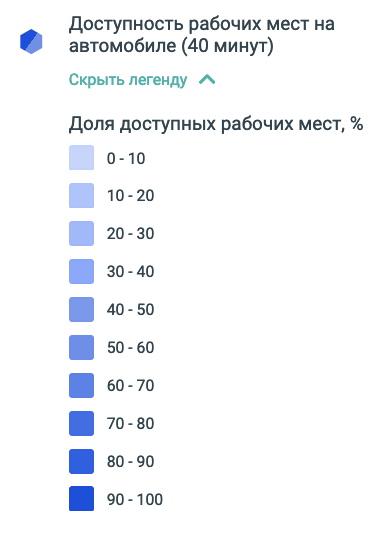 Доступность рабочих мест на
автомобиле (40 минут)
Скрыть легенду
Доля доступных рабочих мест, %
0 - 10
10 - 20
20 - 30
30 - 40
40 - 50
50 - 60
60 - 70
70 - 80
80 - 90
90 - 100